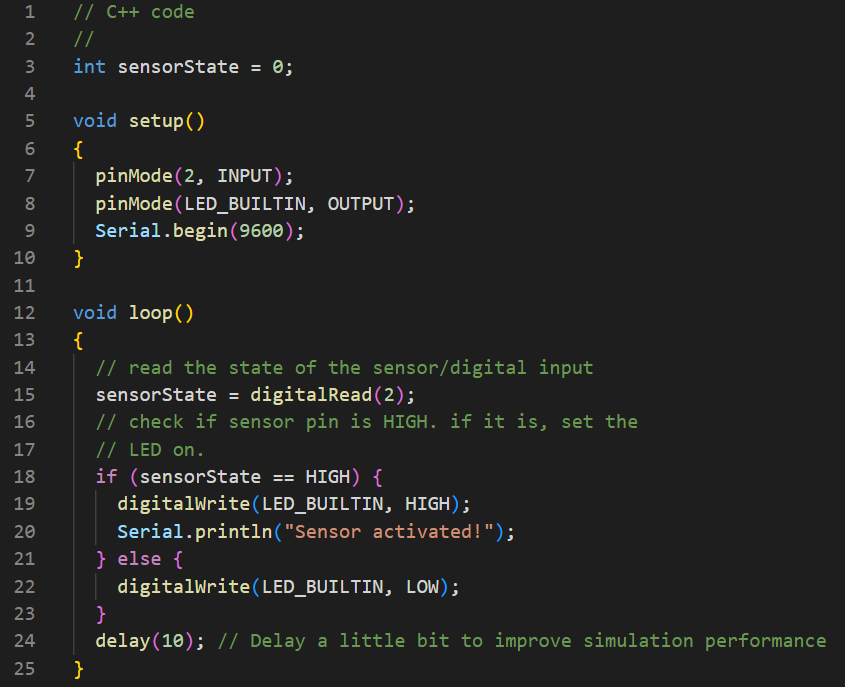 1 // C++ code
2 //
3 int sensorState = 0;
4
5 void setup()
6 {
7   pinMode(2, INPUT);
8   pinMode(LED_BUILTIN, OUTPUT);
9   Serial.begin(9600);
10 }
11
12 void loop()
13 {
14   // read the state of the sensor/digital input
15   sensorState = digitalRead(2);
16   // check if sensor pin is HIGH. if it is, set the
17   // LED on.
18   if (sensorState == HIGH) {
19     digitalWrite(LED_BUILTIN, HIGH);
20     Serial.println("Sensor activated!");
21   } else {
22     digitalWrite(LED_BUILTIN, LOW);
23   }
24   delay(10); // Delay a little bit to improve simulation performance
25 }